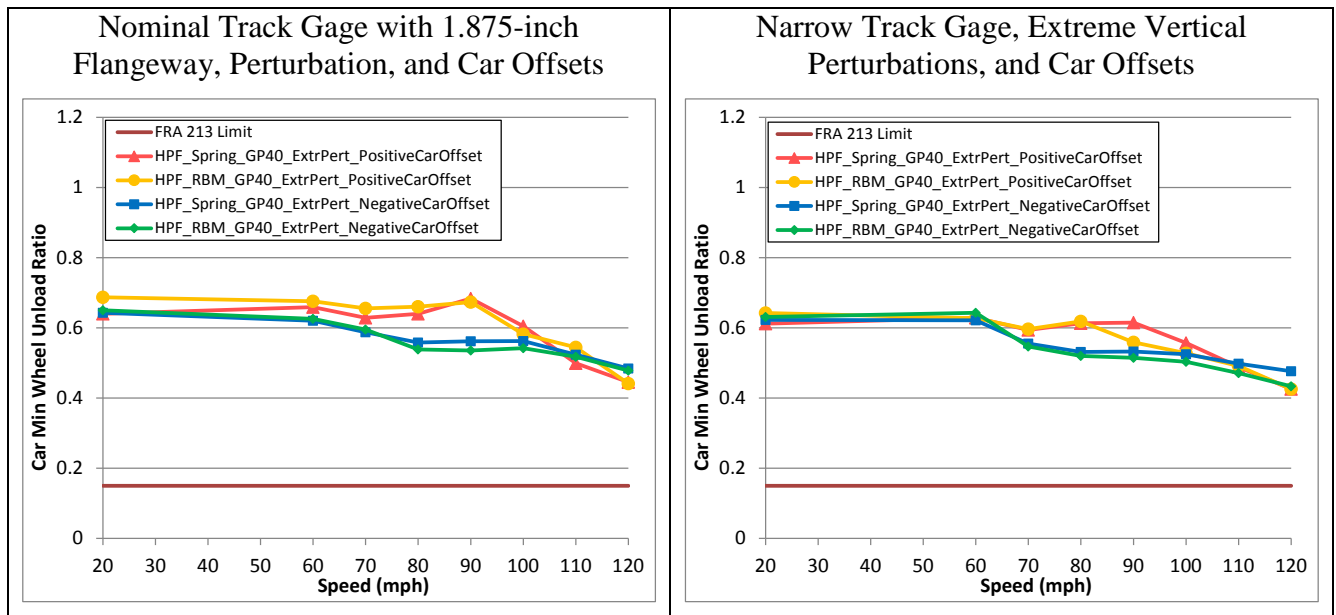 Nominal Track Gage with 1.875-inch
Flangeway, Perturbation, and Car Offsets
Car Min Wheel Unload Ratio
1.2
1
0.8
0.6
0.4
0.2
0
FRA 213 Limit
HPF_Spring_GP40_ExtrPert_PositiveCarOffset
HPF_RBM_GP40_ExtrPert_PositiveCarOffset
HPF_Spring_GP40_ExtrPert_NegativeCarOffset
HPF_RBM_GP40_ExtrPert_NegativeCarOffset
20 30 40 50 60 70 80 90 100 110 120
Speed (mph)
Narrow Track Gage, Extreme Vertical
Perturbations, and Car Offsets
Car Min Wheel Unload Ratio
1.2
1
0.8
0.6
0.4
0.2
0
FRA 213 Limit
HPF_Spring_GP40_ExtrPert_PositiveCarOffset
HPF_RBM_GP40_ExtrPert_PositiveCarOffset
HPF_Spring_GP40_ExtrPert_NegativeCarOffset
HPF_RBM_GP40_ExtrPert_NegativeCarOffset
20 30 40 50 60 70 80 90 100 110 120
Speed (mph)